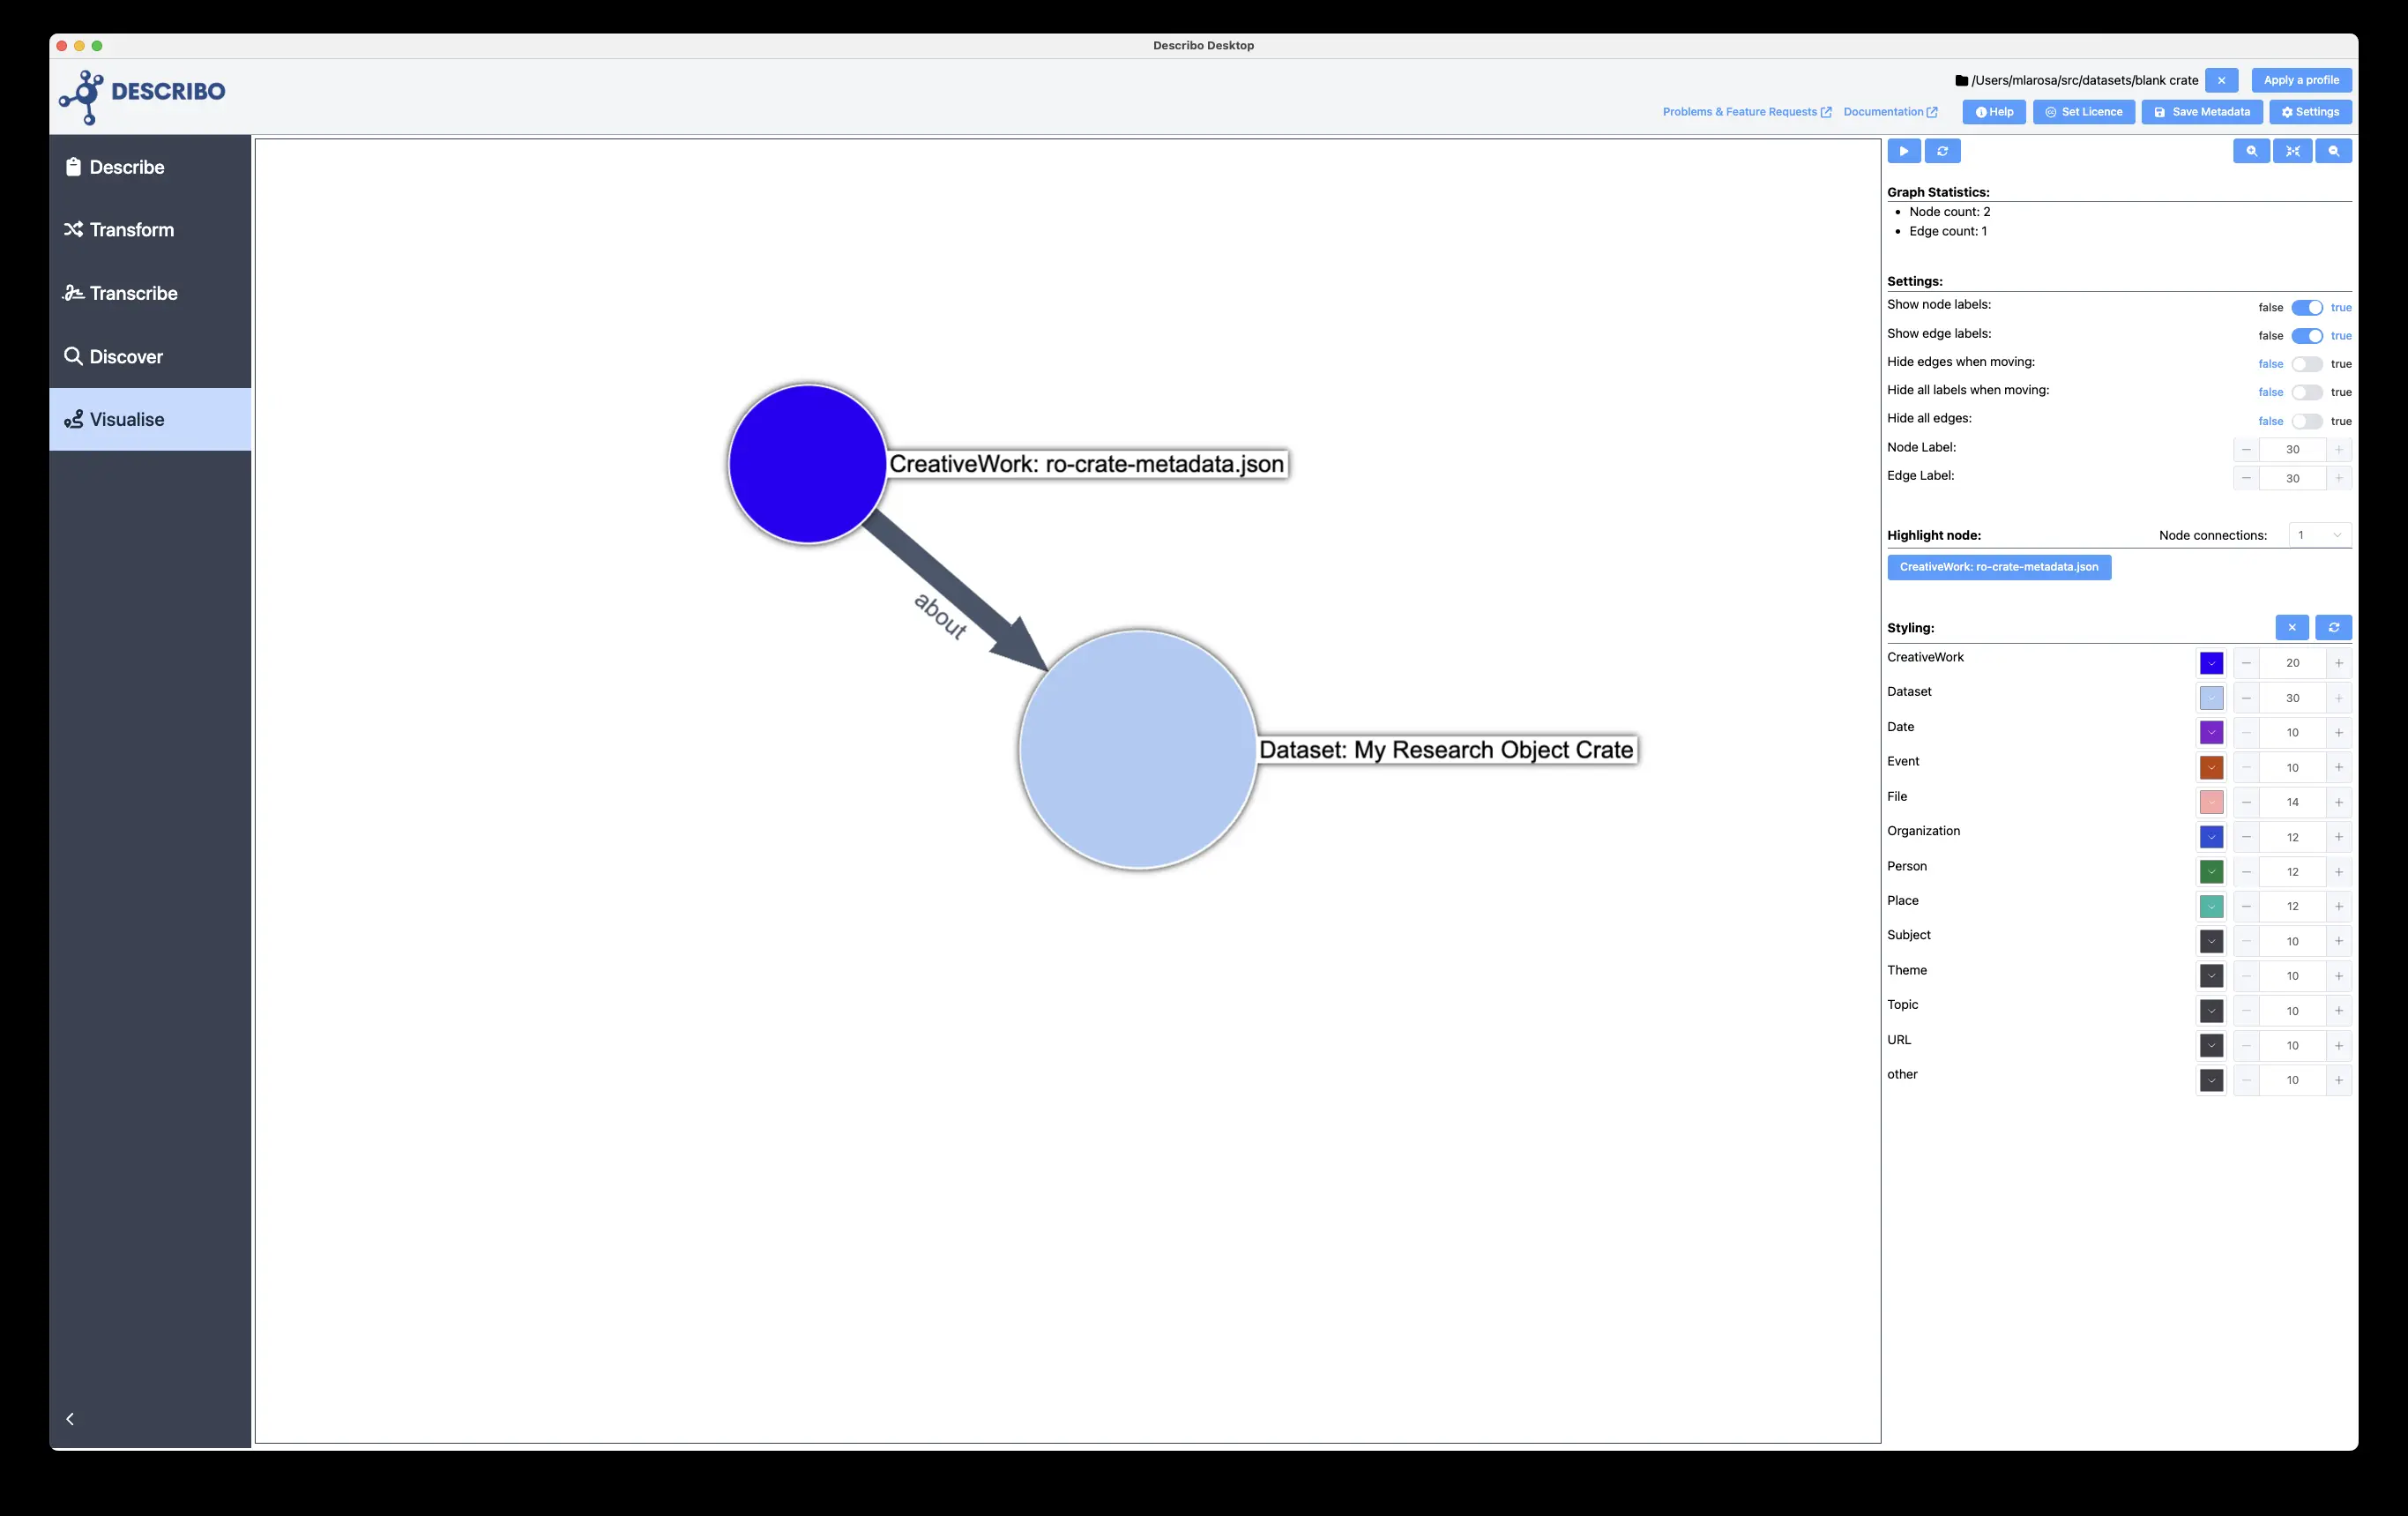 Describo Desktop
DESCRIBO
/Users/mlarosa/src/datasets/blank crate
Apply a profile
Problems & Feature Requests
Documentation
Help
Set Licence
Save Metadata
Settings
Describe
Transform
Transcribe
Discover
Visualise
CreativeWork: ro-crate-metadata.json
about
Dataset: My Research Object Crate
Graph Statistics:
Node count: 2
Edge count: 1
Settings:
Show node labels: false true
Show edge labels: false true
Hide edges when moving: false true
Hide all labels when moving: false true
Hide all edges: false true
Node Label: 30
Edge Label: 30
Highlight node: Node connections: 1
CreativeWork: ro-crate-metadata.json
Styling:
CreativeWork 20
Dataset 30
Date 10
Event 10
File 14
Organization 12
Person 12
Place 12
Subject 10
Theme 10
Topic 10
URL 10
other 10